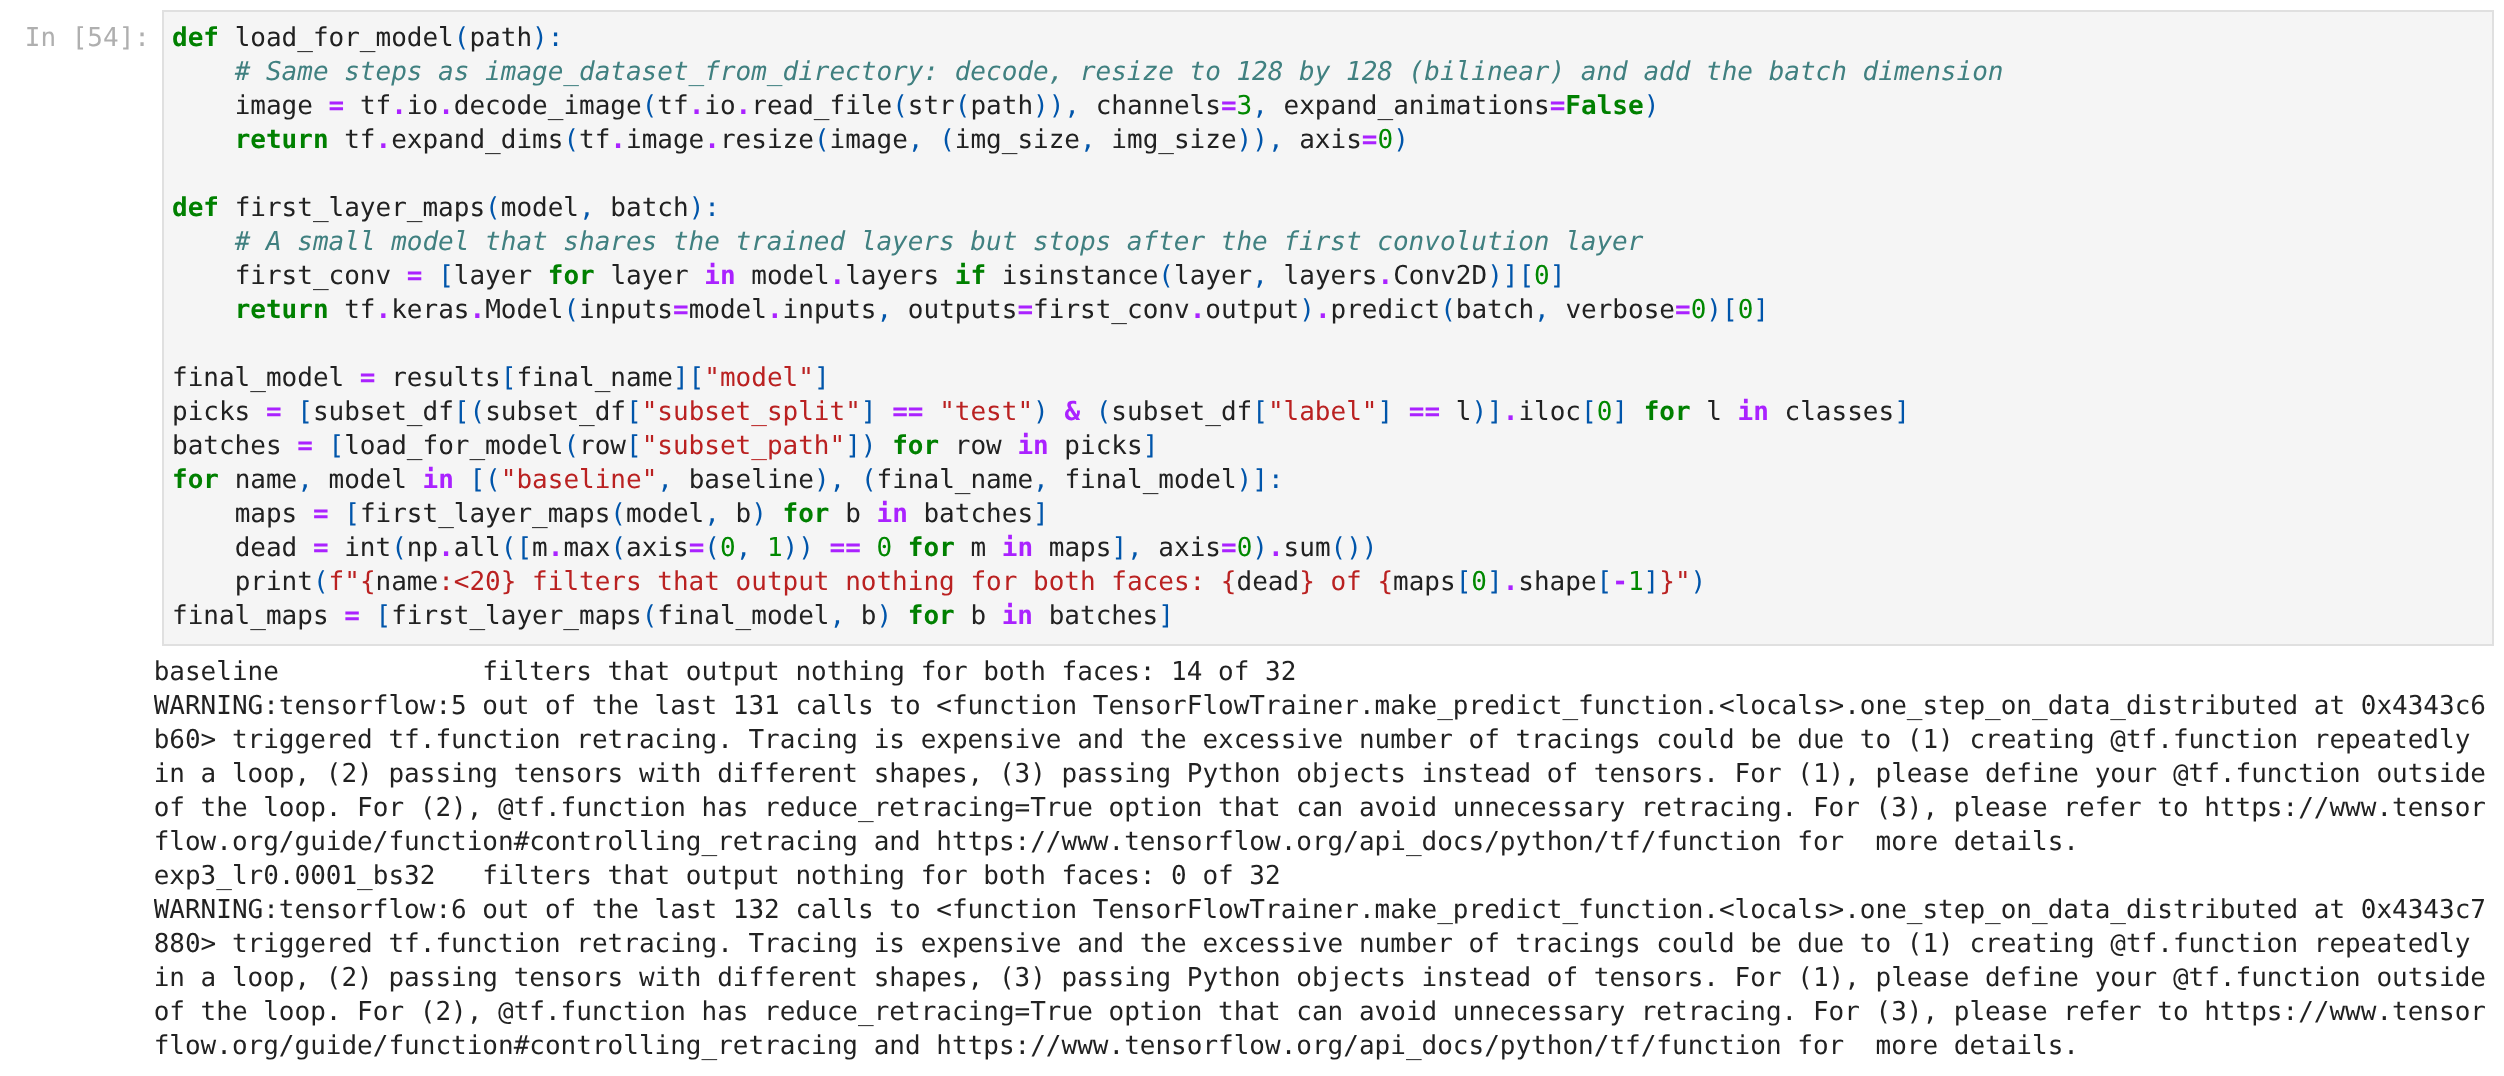 In [54]:
def load_for_model(path):
    # Same steps as image_dataset_from_directory: decode, resize to 128 by 128 (bilinear) and add the batch dimension
    image = tf.io.decode_image(tf.io.read_file(str(path)), channels=3, expand_animations=False)
    return tf.expand_dims(tf.image.resize(image, (img_size, img_size)), axis=0)

def first_layer_maps(model, batch):
    # A small model that shares the trained layers but stops after the first convolution layer
    first_conv = [layer for layer in model.layers if isinstance(layer, layers.Conv2D)][0]
    return tf.keras.Model(inputs=model.inputs, outputs=first_conv.output).predict(batch, verbose=0)[0]

final_model = results[final_name]["model"]
picks = [subset_df[(subset_df["subset_split"] == "test") & (subset_df["label"] == l)].iloc[0] for l in classes]
batches = [load_for_model(row["subset_path"]) for row in picks]
for name, model in [("baseline", baseline), (final_name, final_model)]:
    maps = [first_layer_maps(model, b) for b in batches]
    dead = int(np.all([m.max(axis=(0, 1)) == 0 for m in maps], axis=0).sum())
    print(f"{name:<20} filters that output nothing for both faces: {dead} of {maps[0].shape[-1]}")
final_maps = [first_layer_maps(final_model, b) for b in batches]
baseline             filters that output nothing for both faces: 14 of 32
WARNING:tensorflow:5 out of the last 131 calls to <function TensorFlowTrainer.make_predict_function.<locals>.one_step_on_data_distributed at 0x4343c6
b60> triggered tf.function retracing. Tracing is expensive and the excessive number of tracings could be due to (1) creating @tf.function repeatedly
in a loop, (2) passing tensors with different shapes, (3) passing Python objects instead of tensors. For (1), please define your @tf.function outside
of the loop. For (2), @tf.function has reduce_retracing=True option that can avoid unnecessary retracing. For (3), please refer to https://www.tensor
flow.org/guide/function#controlling_retracing and https://www.tensorflow.org/api_docs/python/tf/function for  more details.
exp3_lr0.0001_bs32   filters that output nothing for both faces: 0 of 32
WARNING:tensorflow:6 out of the last 132 calls to <function TensorFlowTrainer.make_predict_function.<locals>.one_step_on_data_distributed at 0x4343c7
880> triggered tf.function retracing. Tracing is expensive and the excessive number of tracings could be due to (1) creating @tf.function repeatedly
in a loop, (2) passing tensors with different shapes, (3) passing Python objects instead of tensors. For (1), please define your @tf.function outside
of the loop. For (2), @tf.function has reduce_retracing=True option that can avoid unnecessary retracing. For (3), please refer to https://www.tensor
flow.org/guide/function#controlling_retracing and https://www.tensorflow.org/api_docs/python/tf/function for  more details.